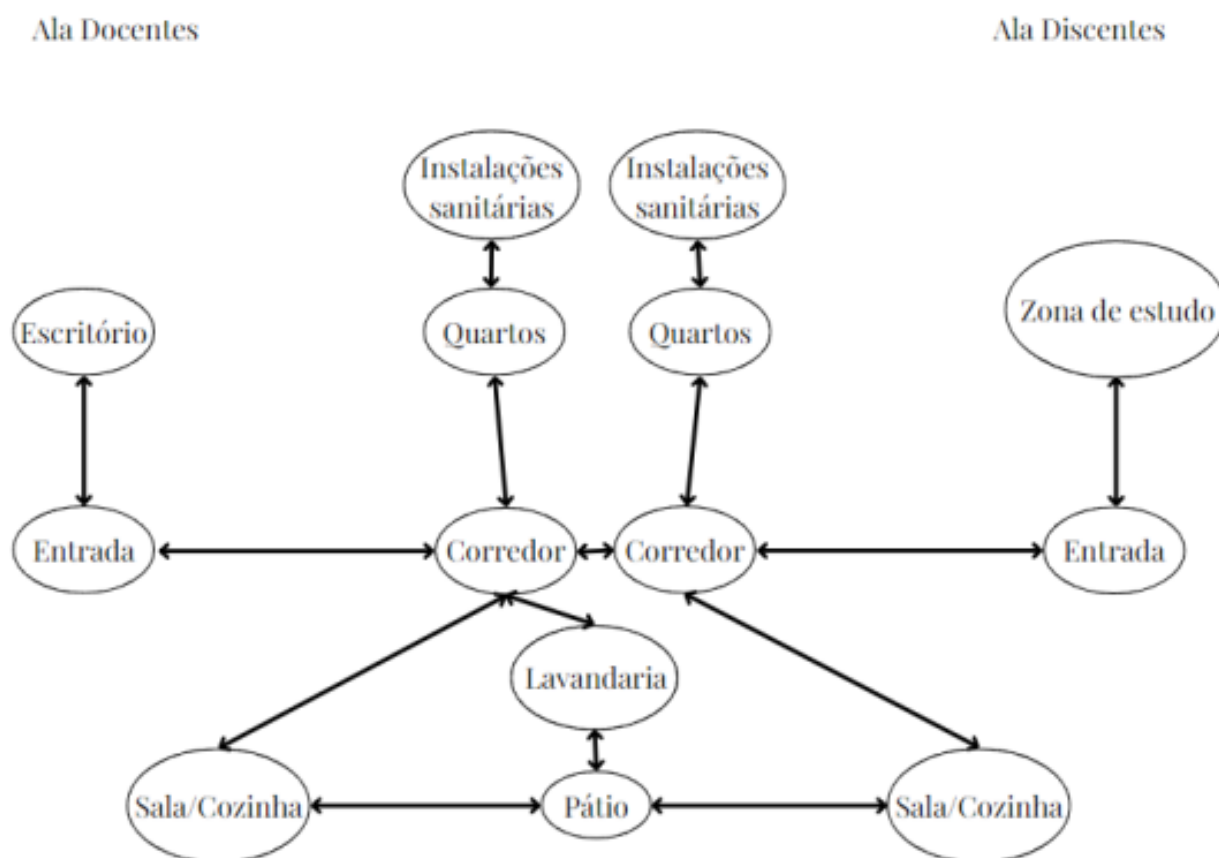 Ala Docentes
Ala Discentes
Instalações
sanitárias
Instalações
sanitárias
Escritório
Quartos
Quartos
Zona de estudo
Entrada
Corredor
Corredor
Entrada
Lavandaria
Sala/Cozinha
Pátio
Sala/Cozinha